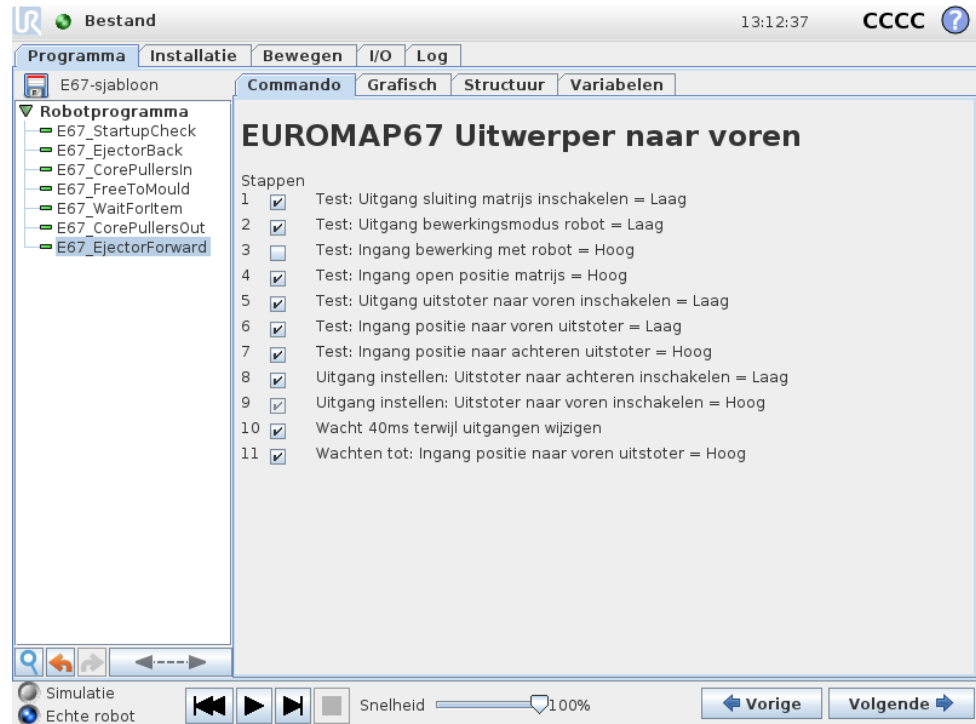 UR Bestand 13:12:37 CCCC ?
Programma Installatie Bewegen I/O Log
E67-sjabloon Commando Grafisch Structuur Variabelen
Robotprogramma
E67_StartupCheck
E67_EjectorBack
E67_CorePullersIn
E67_FreeToMould
E67_WaitForItem
E67_CorePullersOut
E67_EjectorForward
EUROMAP67 Uitwerper naar voren
Stappen
1 Test: Uitgang sluiting matrijs inschakelen = Laag
2 Test: Uitgang bewerkingsmodus robot = Laag
3 Test: Ingang bewerking met robot = Hoog
4 Test: Ingang open positie matrijs = Hoog
5 Test: Uitgang uitstoter naar voren inschakelen = Laag
6 Test: Ingang positie naar voren uitstoter = Laag
7 Test: Ingang positie naar achteren uitstoter = Hoog
8 Uitgang instellen: Uitstoter naar achteren inschakelen = Laag
9 Uitgang instellen: Uitstoter naar voren inschakelen = Hoog
10 Wacht 40ms terwijl uitgangen wijzigen
11 Wachten tot: Ingang positie naar voren uitstoter = Hoog
Simulatie
Echte robot
Snelheid 100% Vorige Volgende